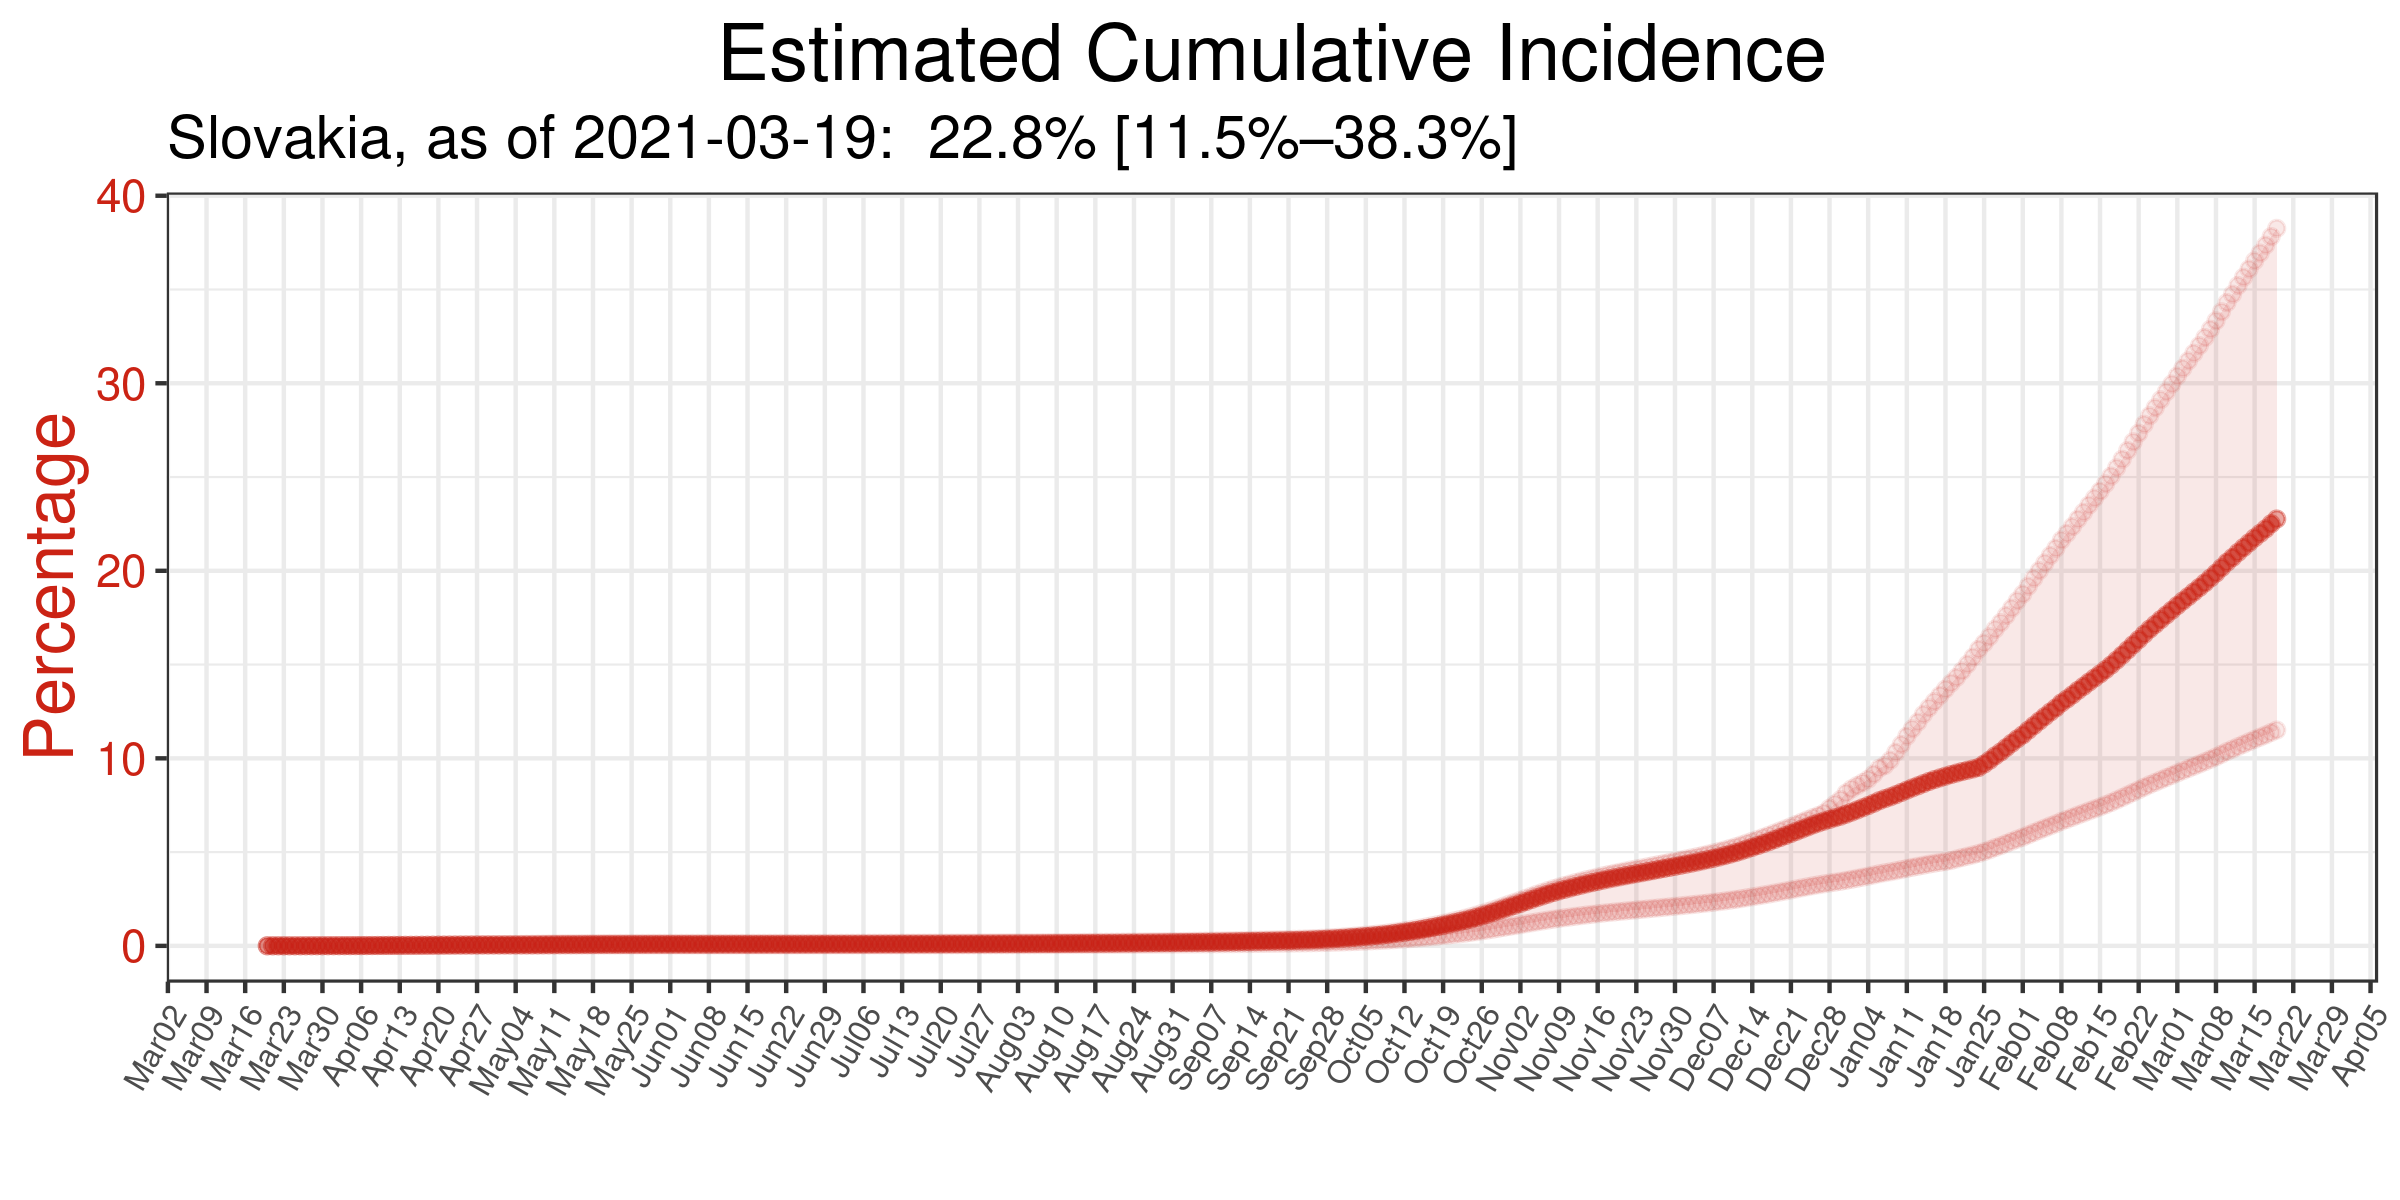 Estimated Cumulative Incidence
Slovakia, as of 2021-03-19: 22.8% [11.5%–38.3%]
Percentage
40
30
20
10
0
Mar02
Mar09
Mar16
Mar23
Mar30
Apr06
Apr13
Apr20
Apr27
May04
May11
May18
May25
Jun01
Jun08
Jun15
Jun22
Jun29
Jul06
Jul13
Jul20
Jul27
Aug03
Aug10
Aug17
Aug24
Aug31
Sep07
Sep14
Sep21
Sep28
Oct05
Oct12
Oct19
Oct26
Nov02
Nov09
Nov16
Nov23
Nov30
Dec07
Dec14
Dec21
Dec28
Jan04
Jan11
Jan18
Jan25
Feb01
Feb08
Feb15
Feb22
Mar01
Mar08
Mar15
Mar22
Mar29
Apr05